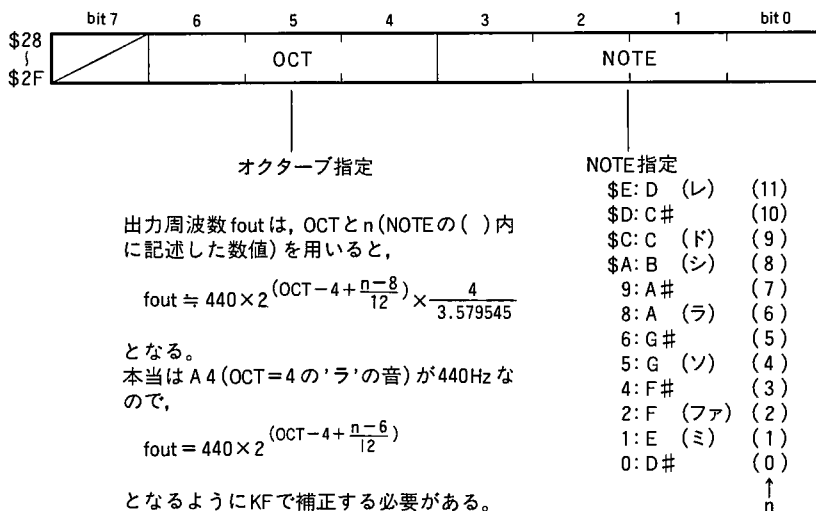 bit 7 6 5 4 3 2 1 bit 0
$28
∫
$2F
OCT NOTE
オクターブ指定
出力周波数 fout は, OCTとn(NOTEの( )内
に記述した数値)を用いると,
fout ≒ 440×2^(OCT−4+(n−8)/12) × 4/3.579545
となる。
本当はA4(OCT=4の'ラ'の音)が440Hzな
ので,
fout = 440×2^(OCT−4+(n−6)/12)
となるようにKFで補正する必要がある。
NOTE指定
$E: D (レ) (11)
$D: C♯ (10)
$C: C (ド) (9)
$A: B (シ) (8)
9: A♯ (7)
8: A (ラ) (6)
6: G♯ (5)
5: G (ソ) (4)
4: F♯ (3)
2: F (ファ) (2)
1: E (ミ) (1)
0: D♯ (0)
↑
n